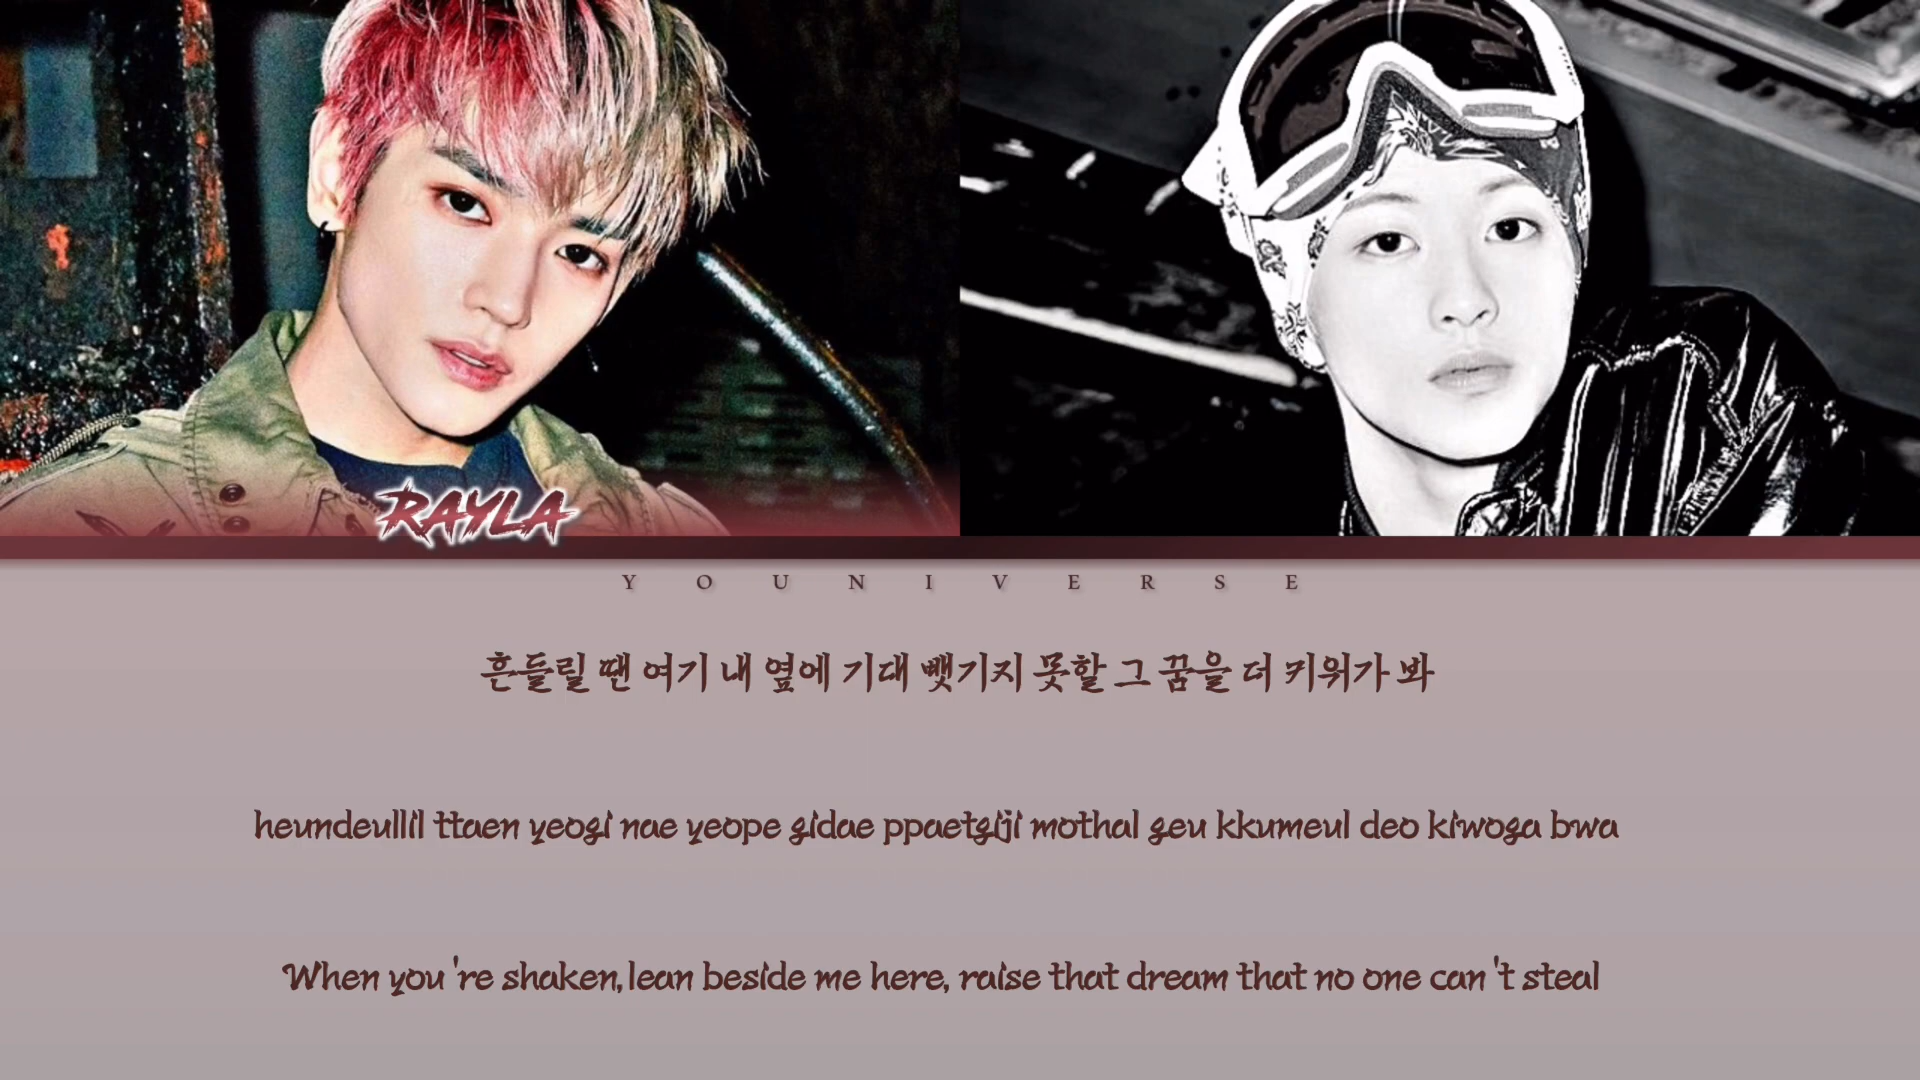 RAYLA
YOUNIVERSE
흔들릴 땐 여기 내 옆에 기대 뺏기지 못할 그 꿈을 더 키워가 봐
heundeullil ttaen yeogi nae yeope gidae ppaetgiji mothal geu kkumeul deo kiwoga bwa
When you 're shaken, lean beside me here, raise that dream that no one can 't steal